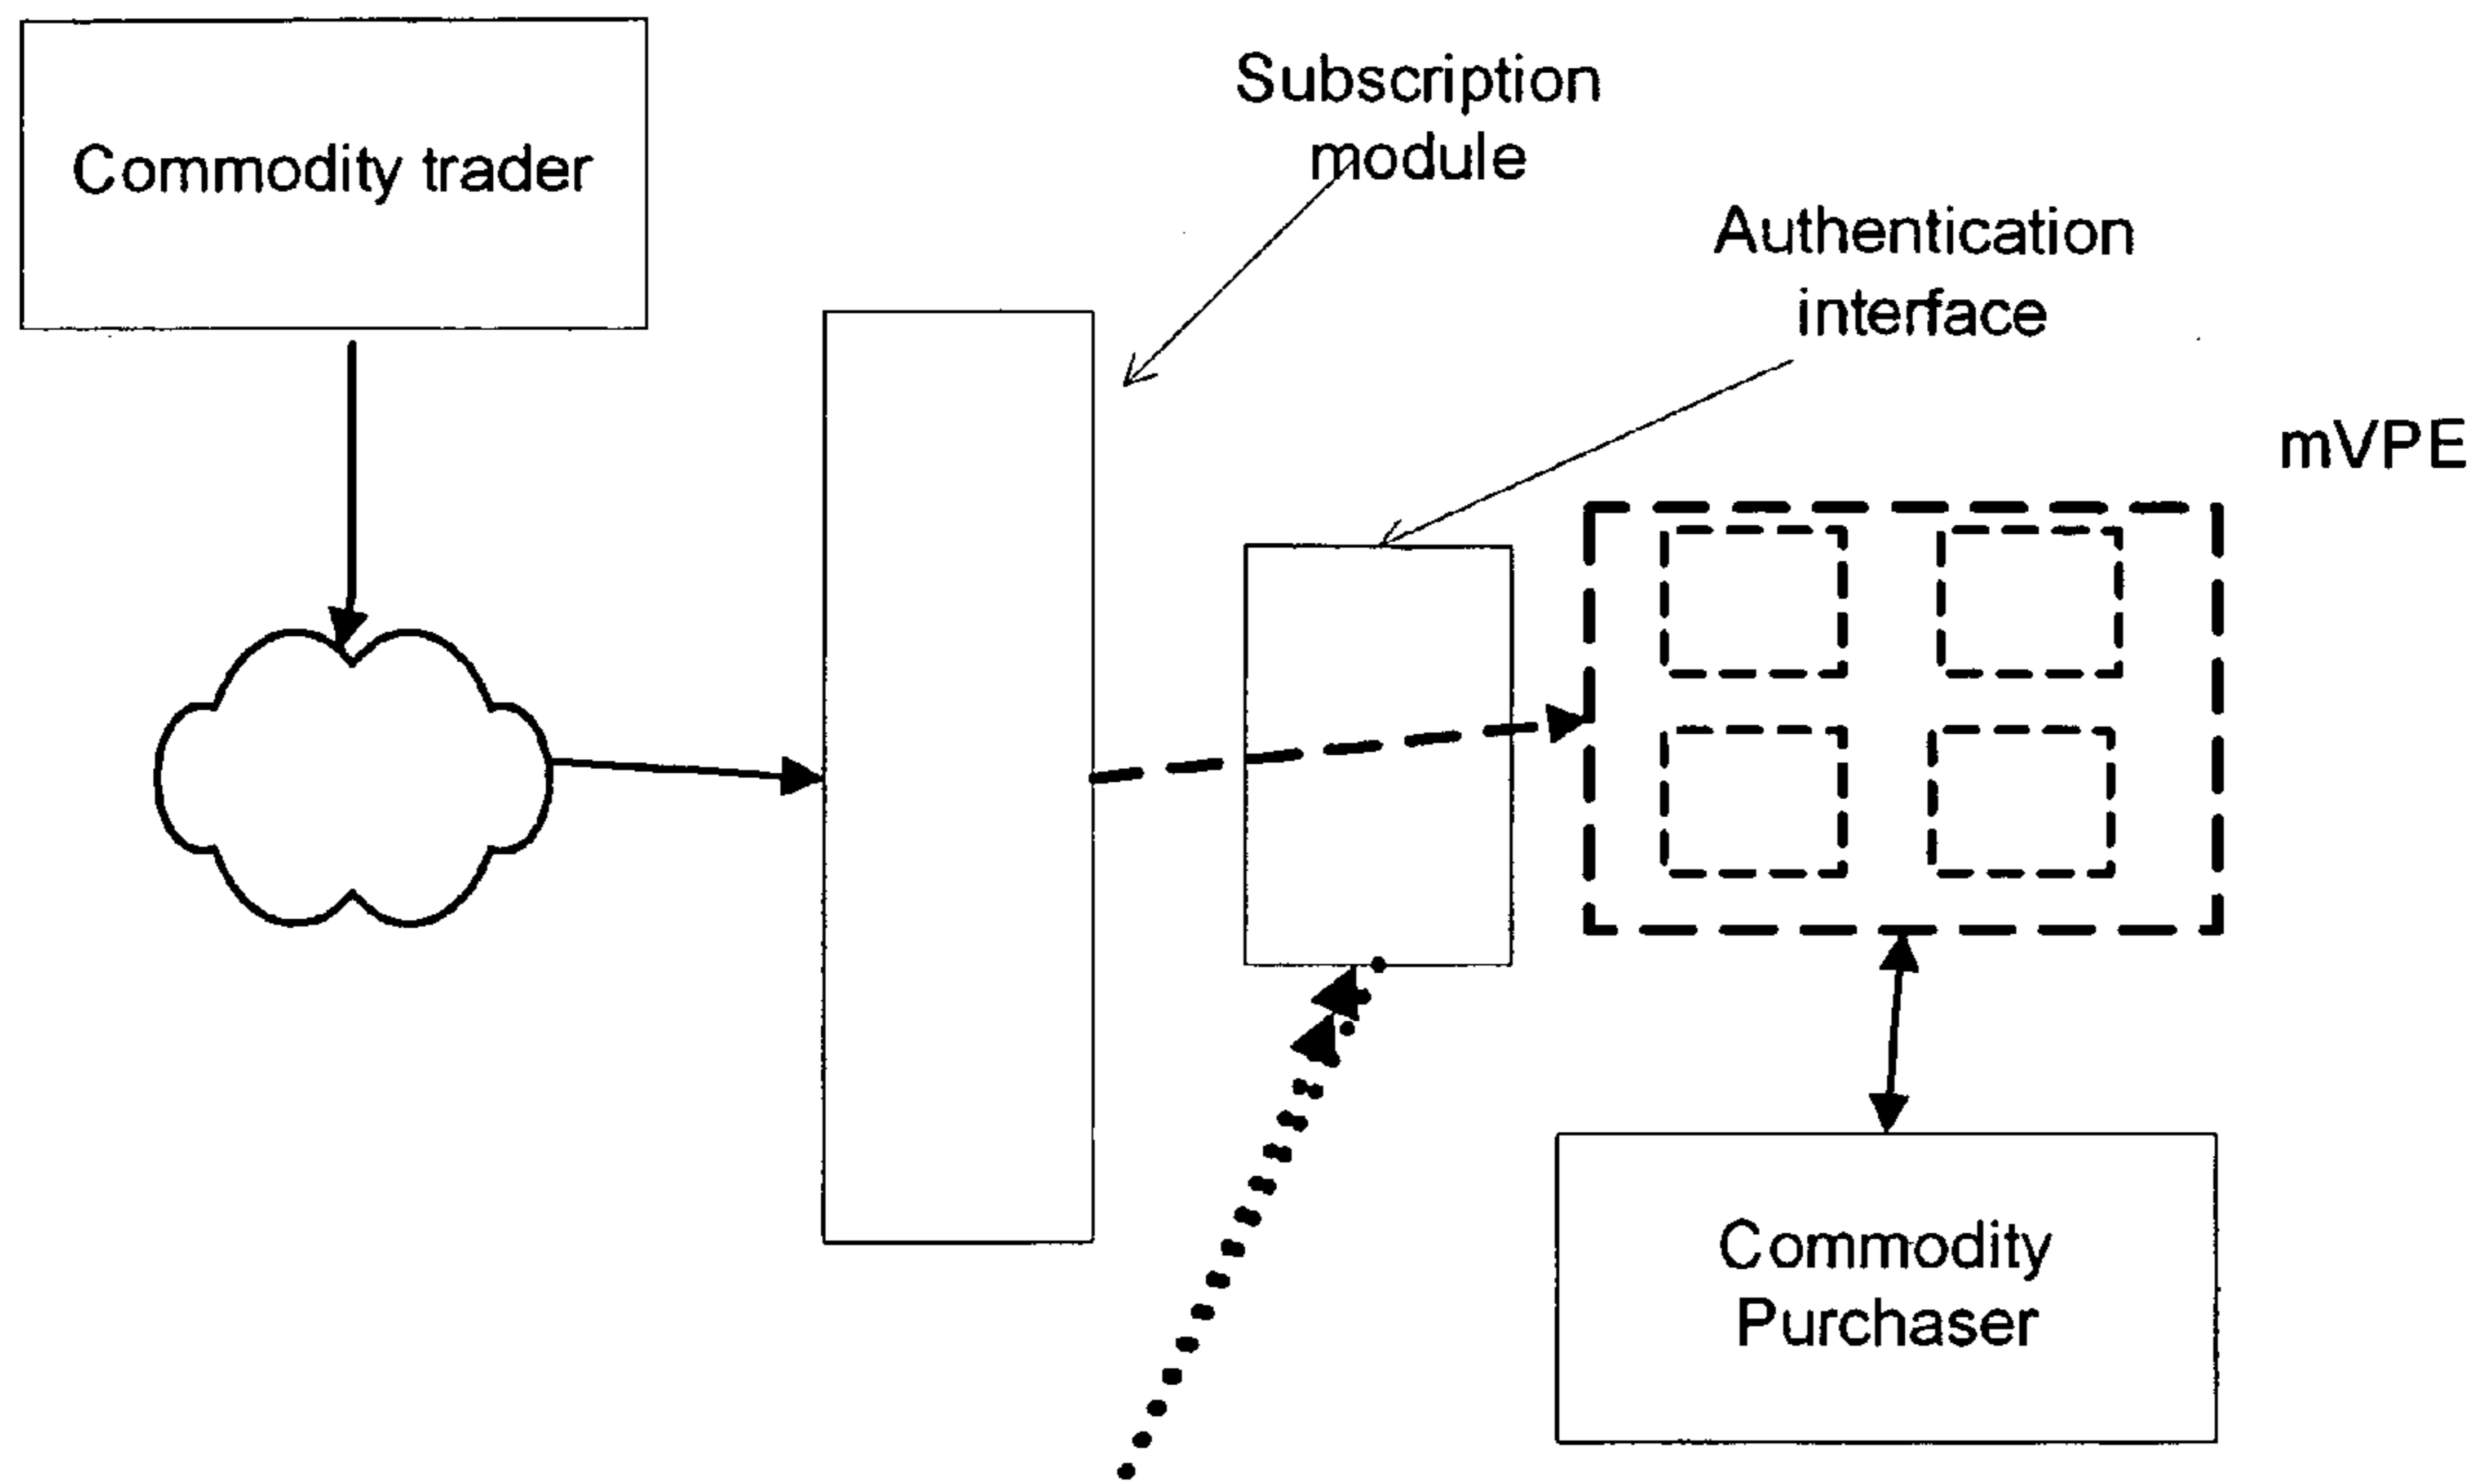 Commodity trader
Subscription
module
Authentication
interface
mVPE
Commodity
Purchaser